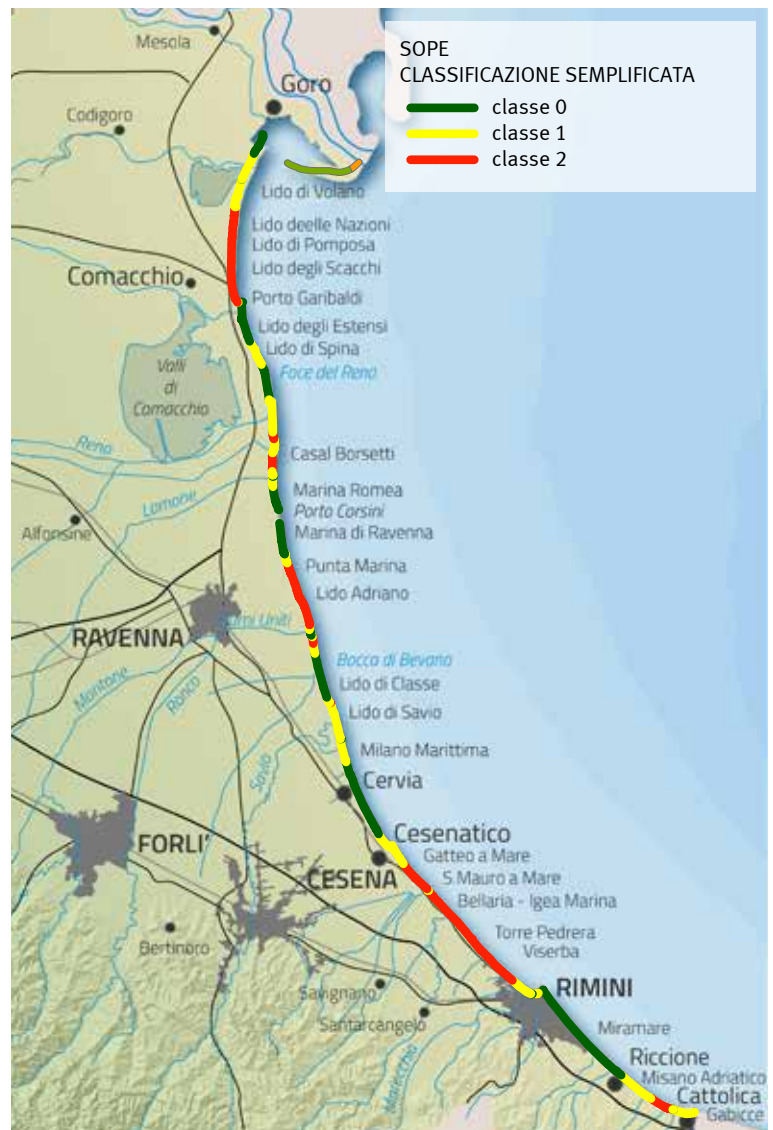 SOPE
CLASSIFICAZIONE SEMPLIFICATA
classe 0
classe 1
classe 2
Mesola
Goro
Codigoro
Lido di Volano
Lido deelle Nazioni
Lido di Pomposa
Lido degli Scacchi
Comacchio
Porto Garibaldi
Lido degli Estensi
Lido di Spina
Valli
di
Comacchio
Foce del Reno
Reno
Casal Borsetti
Lamone
Marina Romea
Porto Corsini
Alfonsine
Marina di Ravenna
Punta Marina
Lido Adriano
Uniti
RAVENNA
Bocca di Bevano
Montone
Ronco
Lido di Classe
Lido di Savio
Savio
Milano Marittima
Cervia
FORLI'
Cesenatico
Gatteo a Mare
CESENA
S.Mauro a Mare
Bellaria - Igea Marina
Torre Pedrera
Viserba
Bertinoro
Savignano
RIMINI
Santarcangelo
Miramare
Marecchia
Riccione
Misano Adriatico
Cattolica
Gabicce